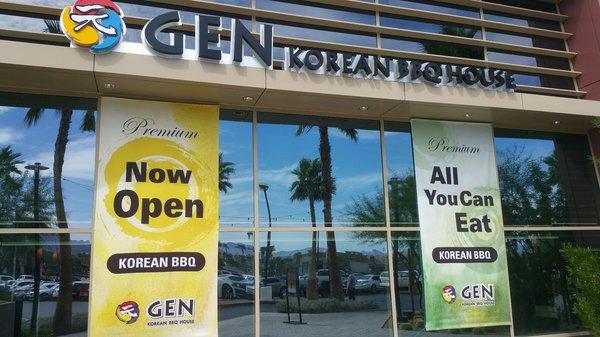 GEN KOREAN BBQ HOUSE
Premium
Now
Open
KOREAN BBQ
GEN
KOREAN BBQ HOUSE
Premium
All
You Can
Eat
KOREAN BBQ
GEN
KOREAN BBQ HOUSE